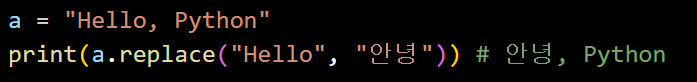 a = "Hello, Python"
print(a.replace("Hello", "안녕")) # 안녕, Python